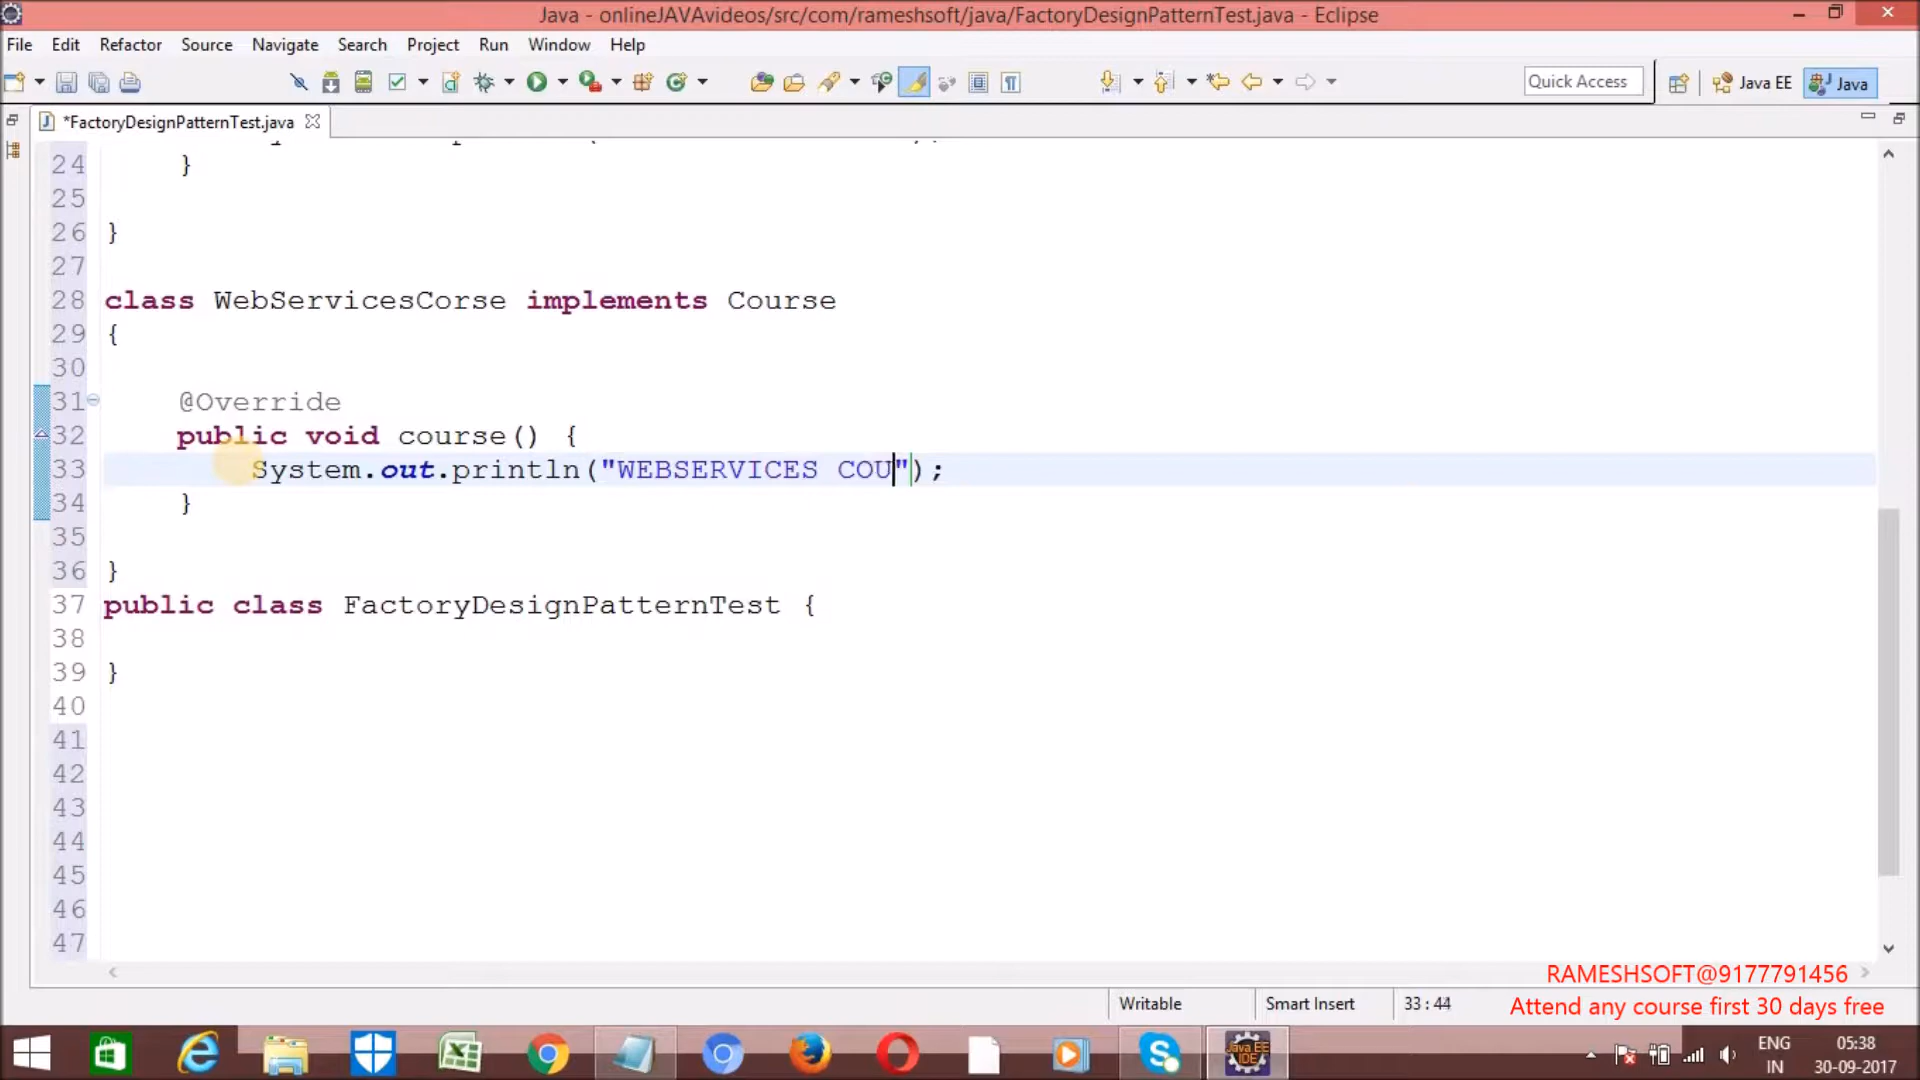 Java - onlineJAVAvideos/src/com/rameshsoft/java/FactoryDesignPatternTest.java - Eclipse
File Edit Refactor Source Navigate Search Project Run Window Help
Quick Access Java EE Java
*FactoryDesignPatternTest.java
24 }
25
26 }
27
28 class WebServicesCorse implements Course
29 {
30
31 @Override
32 public void course() {
33 System.out.println("WEBSERVICES COU");
34 }
35
36 }
37 public class FactoryDesignPatternTest {
38
39 }
40
41
42
43
44
45
46
47
RAMESHSOFT@9177791456
Writable Smart Insert 33 : 44
Attend any course first 30 days free
Java EE IDE
ENG 05:38
IN 30-09-2017